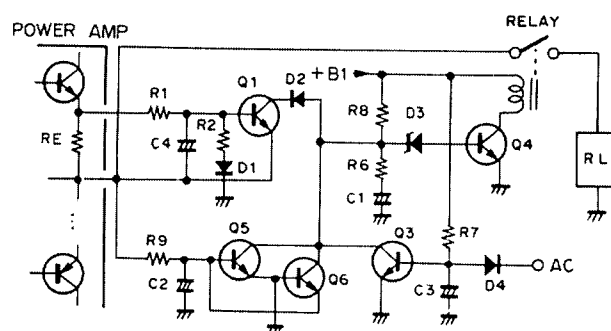 POWER AMP
RELAY
Q1
D2
+B1
R1
R8
D3
RE
C4
R2
Q4
R6
RL
D1
C1
Q5
Q3
R7
R9
C2
Q6
C3
D4
AC